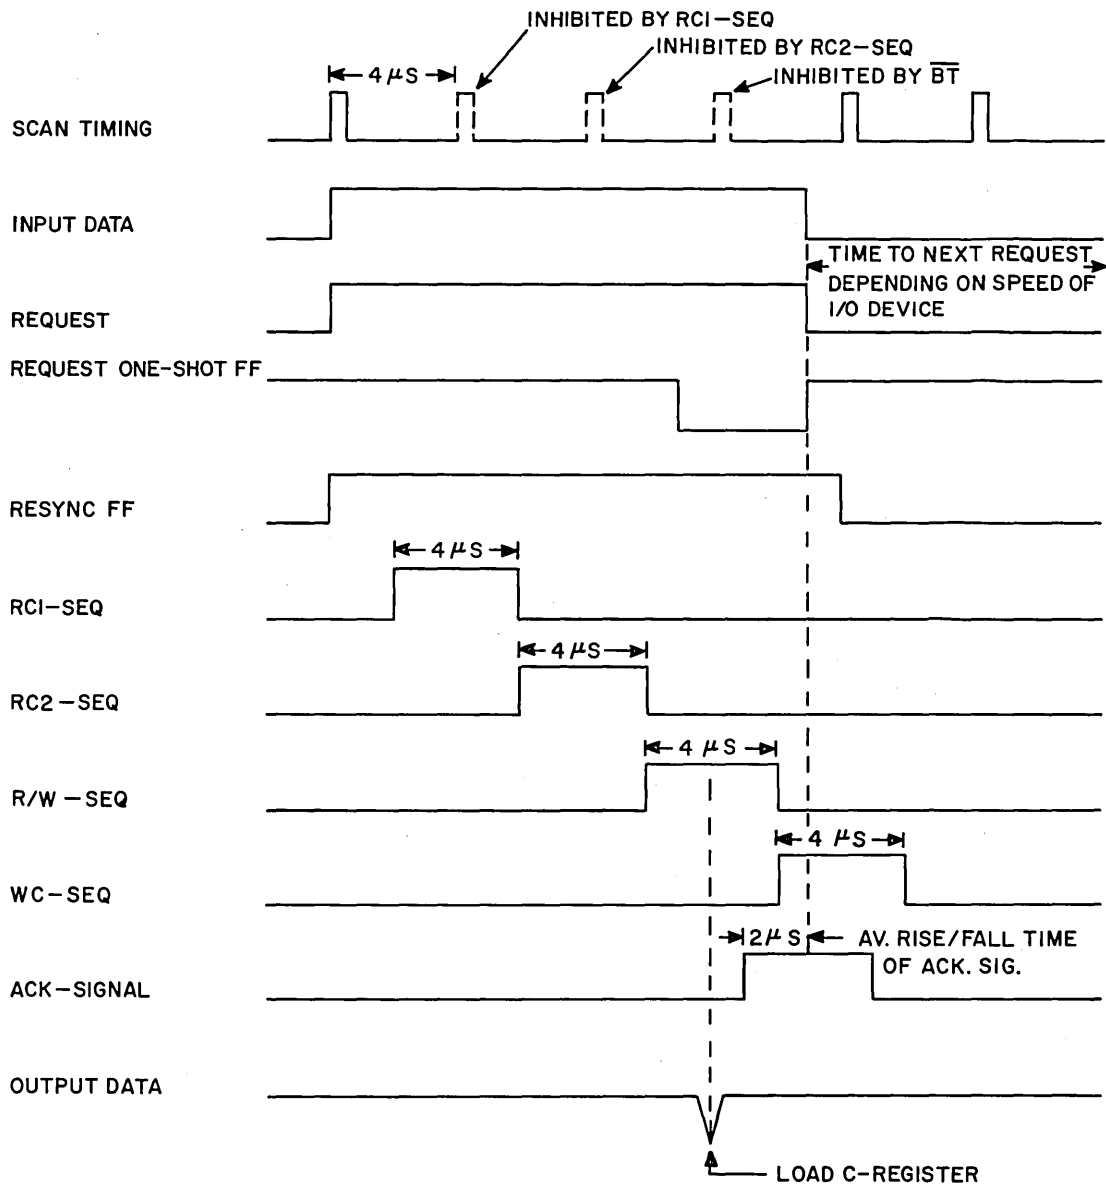 INHIBITED BY RC1-SEQ
INHIBITED BY RC2-SEQ
4 μS
INHIBITED BY B̅T̅
SCAN TIMING
INPUT DATA
TIME TO NEXT REQUEST
DEPENDING ON SPEED OF
I/O DEVICE
REQUEST
REQUEST ONE-SHOT FF
RESYNC FF
4 μS
RC1-SEQ
4 μS
RC2-SEQ
4 μS
R/W-SEQ
4 μS
WC-SEQ
2 μS
AV. RISE/FALL TIME
OF ACK. SIG.
ACK-SIGNAL
OUTPUT DATA
LOAD C-REGISTER